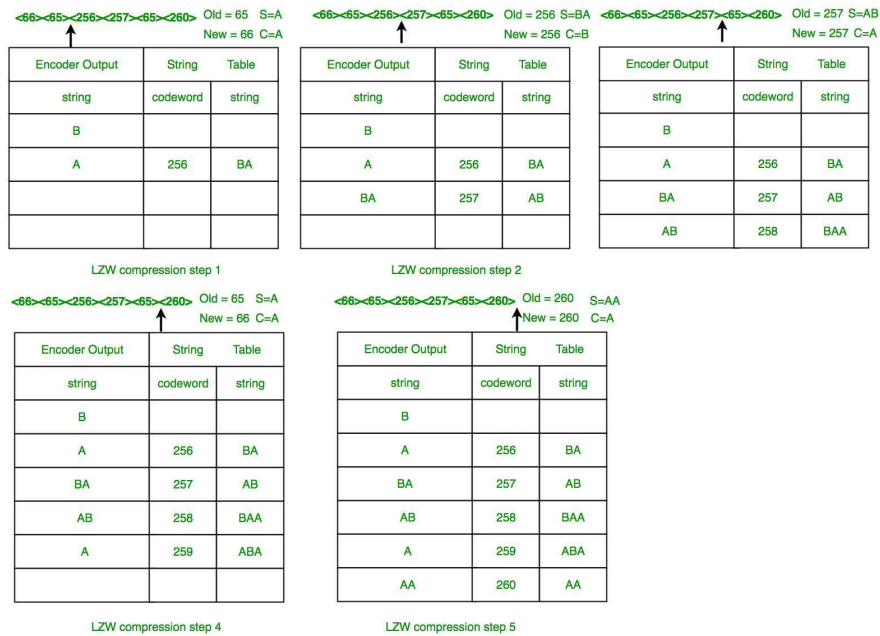 <66><65><256><257><65><260> Old = 65 S=A
New = 66 C=A
Encoder Output String Table
string codeword string
B
A 256 BA
LZW compression step 1
<66><65><256><257><65><260> Old = 256 S=BA
New = 256 C=B
Encoder Output String Table
string codeword string
B
A 256 BA
BA 257 AB
LZW compression step 2
<66><65><256><257><65><260> Old = 257 S=AB
New = 257 C=A
Encoder Output String Table
string codeword string
B
A 256 BA
BA 257 AB
AB 258 BAA
<66><65><256><257><65><260> Old = 65 S=A
New = 66 C=A
Encoder Output String Table
string codeword string
B
A 256 BA
BA 257 AB
AB 258 BAA
A 259 ABA
LZW compression step 4
<66><65><256><257><65><260> Old = 260 S=AA
New = 260 C=A
Encoder Output String Table
string codeword string
B
A 256 BA
BA 257 AB
AB 258 BAA
A 259 ABA
AA 260 AA
LZW compression step 5